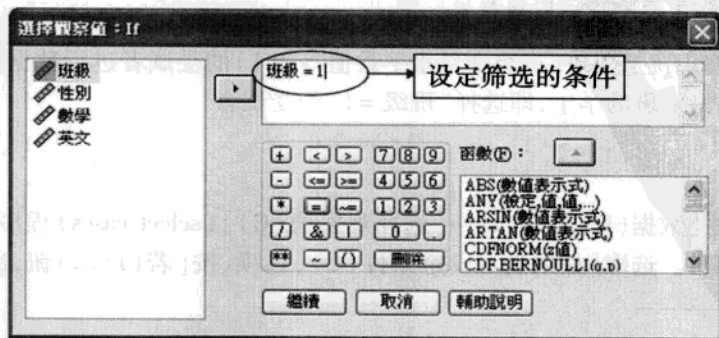 選擇觀察值：If
班級
性別
數學
英文
班級 = 1
设定筛选的条件
+ < > 7 8 9
- <= >= 4 5 6
* = ~= 1 2 3
/ & | 0 .
** ~ () 刪除
函數(F)：
ABS(數值表示式)
ANY(檢定,值,值,...)
ARSIN(數值表示式)
ARTAN(數值表示式)
CDFNORM(z值)
CDF.BERNOULLI(q,p)
繼續 取消 輔助說明